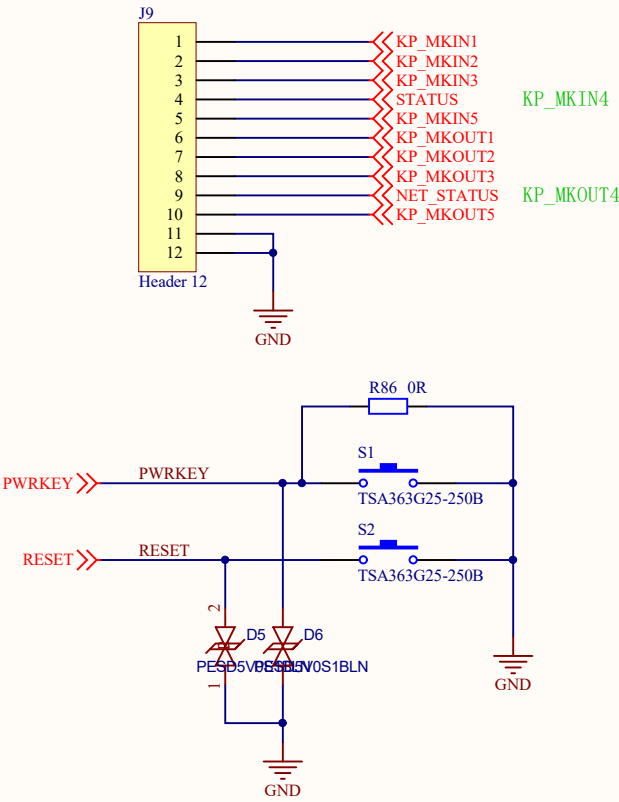 J9
1 KP_MKIN1
2 KP_MKIN2
3 KP_MKIN3
4 STATUS KP_MKIN4
5 KP_MKIN5
6 KP_MKOUT1
7 KP_MKOUT2
8 KP_MKOUT3
9 NET_STATUS KP_MKOUT4
10 KP_MKOUT5
11
12
Header 12
GND
R86 0R
S1
PWRKEY PWRKEY
TSA363G25-250B
S2
RESET RESET
TSA363G25-250B
2
D5 D6
PESD5V0S1BLN PESD5V0S1BLN
1
GND
GND